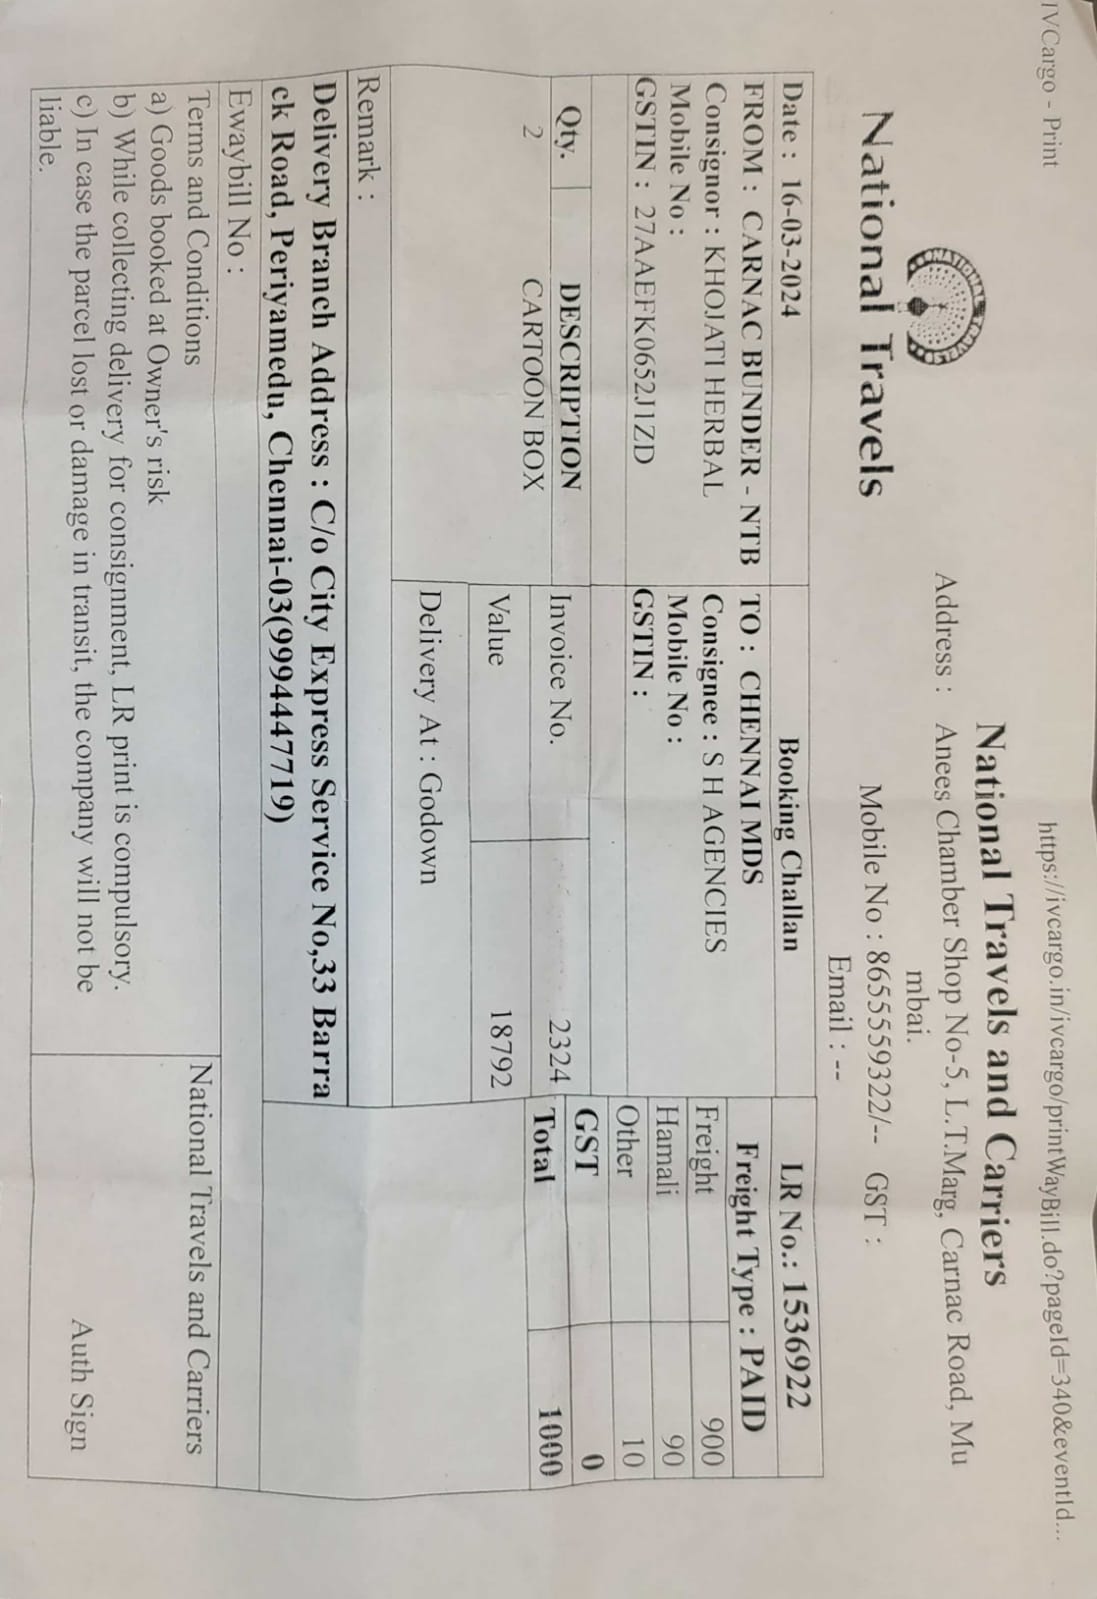 IVCargo - Print https://ivcargo.in/ivcargo/printWayBill.do?pageId=340&eventId...
NATIONAL TRAVELS
National Travels
National Travels and Carriers
Address : Anees Chamber Shop No-5, L.T.Marg, Carnac Road, Mu
mbai.
Mobile No : 8655559322/-- GST :
Email : --
Date : 16-03-2024 Booking Challan LR No.: 1536922
FROM : CARNAC BUNDER - NTB TO : CHENNAI MDS Freight Type : PAID
Consignor : KHOJATI HERBAL Consignee : S H AGENCIES Freight 900
Mobile No : Mobile No : Hamali 90
GSTIN : 27AAEFK0652J1ZD GSTIN : Other 10
Qty. DESCRIPTION Invoice No. 2324 GST 0
2 CARTOON BOX Value 18792 Total 1000
Delivery At : Godown
Remark :
Delivery Branch Address : C/o City Express Service No,33 Barra
ck Road, Periyamedu, Chennai-03(9994447719)
Ewaybill No :
Terms and Conditions National Travels and Carriers
a) Goods booked at Owner's risk
b) While collecting delivery for consignment, LR print is compulsory.
c) In case the parcel lost or damage in transit, the company will not be
liable. Auth Sign